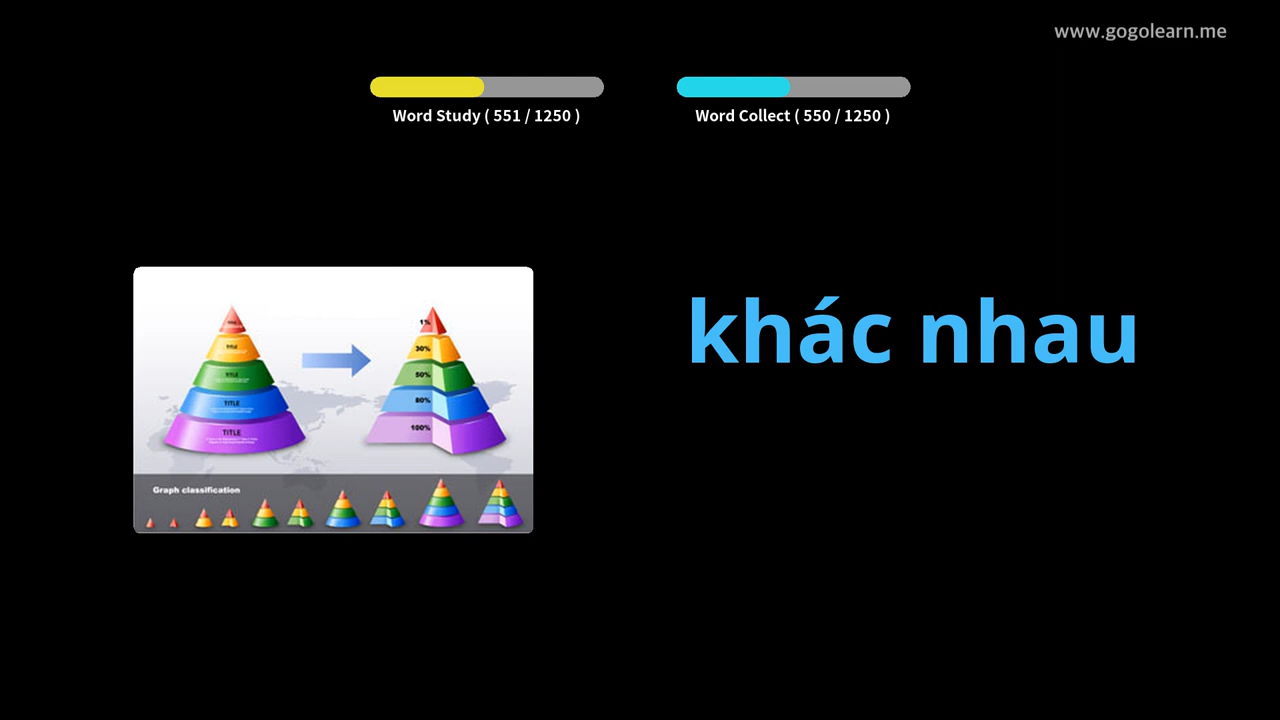 www.gogolearn.me
Word Study ( 551 / 1250 )
Word Collect ( 550 / 1250 )
khác nhau
1%
TITLE
30%
TITLE
50%
TITLE
80%
TITLE
100%
Graph classification